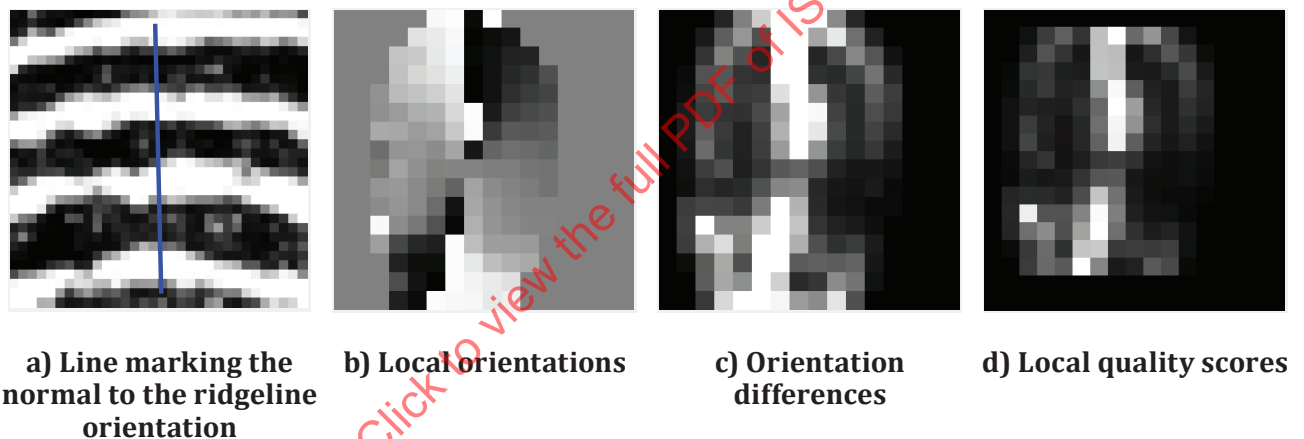 a) Line marking the
normal to the ridgeline
orientation
b) Local orientations
c) Orientation
differences
d) Local quality scores
Click to view the full PDF of IS